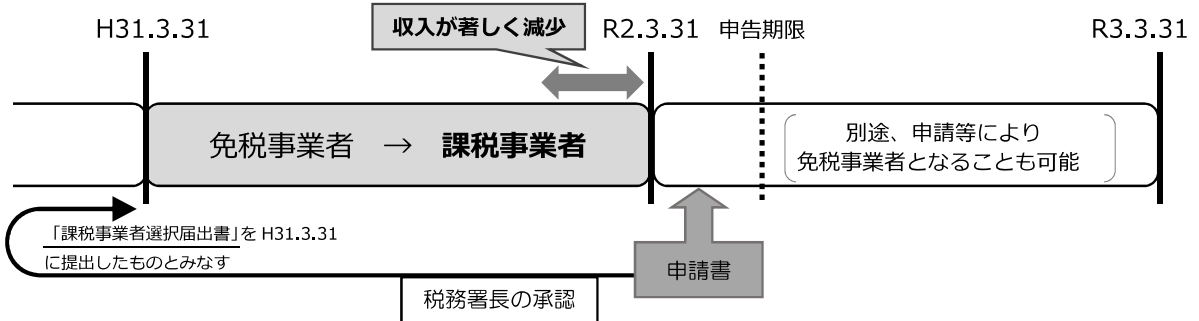 H31.3.31
収入が著しく減少
R2.3.31
申告期限
R3.3.31
免税事業者 → 課税事業者
別途、申請等により
免税事業者となることも可能
「課税事業者選択届出書」を H31.3.31
に提出したものとみなす
申請書
税務署長の承認